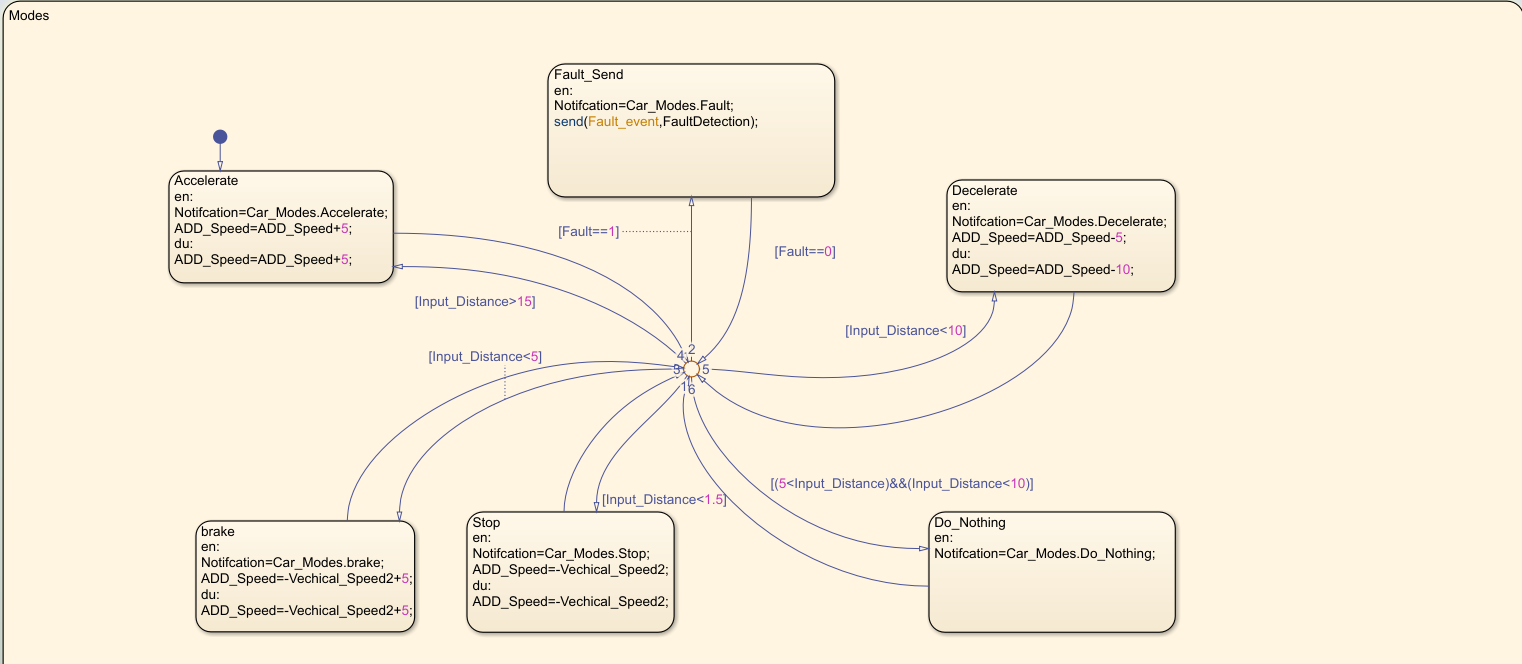 Modes
Fault_Send
en:
Notifcation=Car_Modes.Fault;
send(Fault_event,FaultDetection);
Accelerate
en:
Notifcation=Car_Modes.Accelerate;
ADD_Speed=ADD_Speed+5;
du:
ADD_Speed=ADD_Speed+5;
Decelerate
en:
Notifcation=Car_Modes.Decelerate;
ADD_Speed=ADD_Speed-5;
du:
ADD_Speed=ADD_Speed-10;
[Fault==1]
[Fault==0]
[Input_Distance>15]
[Input_Distance<10]
[Input_Distance<5]
2
4
3
5
1
6
[(5<Input_Distance)&&(Input_Distance<10)]
[Input_Distance<1.5]
brake
en:
Notifcation=Car_Modes.brake;
ADD_Speed=-Vechical_Speed2+5;
du:
ADD_Speed=-Vechical_Speed2+5;
Stop
en:
Notifcation=Car_Modes.Stop;
ADD_Speed=-Vechical_Speed2;
du:
ADD_Speed=-Vechical_Speed2;
Do_Nothing
en:
Notifcation=Car_Modes.Do_Nothing;